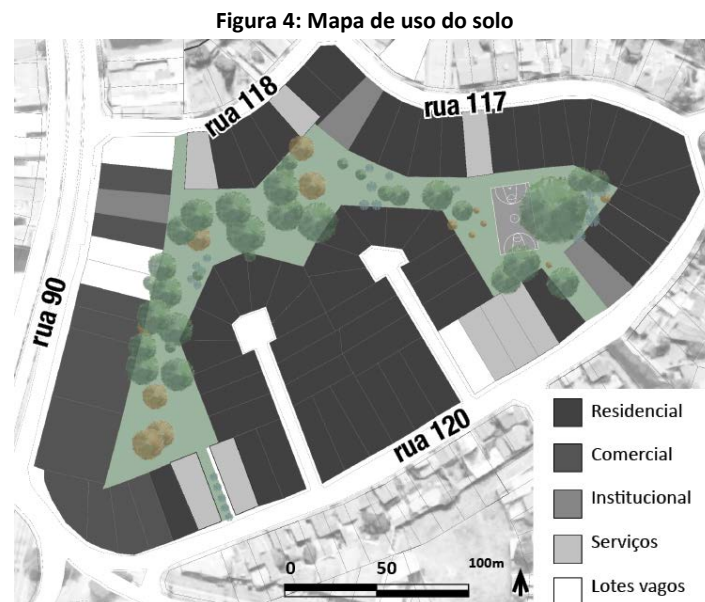 Figura 4: Mapa de uso do solo
rua 118
rua 117
rua 90
rua 120
Residencial
Comercial
Institucional
Serviços
Lotes vagos
0 50 100m